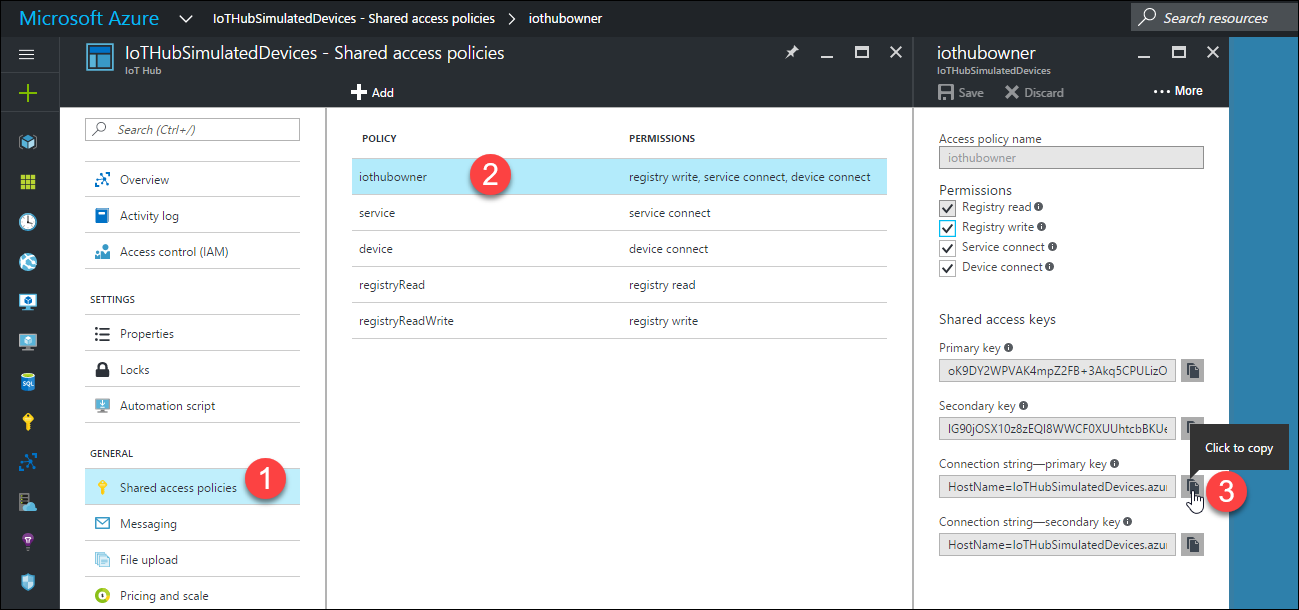 Microsoft Azure IoTHubSimulatedDevices - Shared access policies > iothubowner Search resources
IoTHubSimulatedDevices - Shared access policies
IoT Hub
Add
Search (Ctrl+/)
Overview
Activity log
Access control (IAM)
SETTINGS
Properties
Locks
Automation script
GENERAL
Shared access policies 1
Messaging
File upload
Pricing and scale
SQL
POLICY PERMISSIONS
iothubowner 2 registry write, service connect, device connect
service service connect
device device connect
registryRead registry read
registryReadWrite registry write
iothubowner
IoTHubSimulatedDevices
Save Discard ••• More
Access policy name
iothubowner
Permissions
Registry read
Registry write
Service connect
Device connect
Shared access keys
Primary key
oK9DY2WPVAK4mpZ2FB+3Akq5CPULizO
Secondary key
IG90jOSX10z8zEQI8WWCF0XUUhtcbBKUe
Click to copy
Connection string—primary key
HostName=IoTHubSimulatedDevices.azur
3
Connection string—secondary key
HostName=IoTHubSimulatedDevices.azur